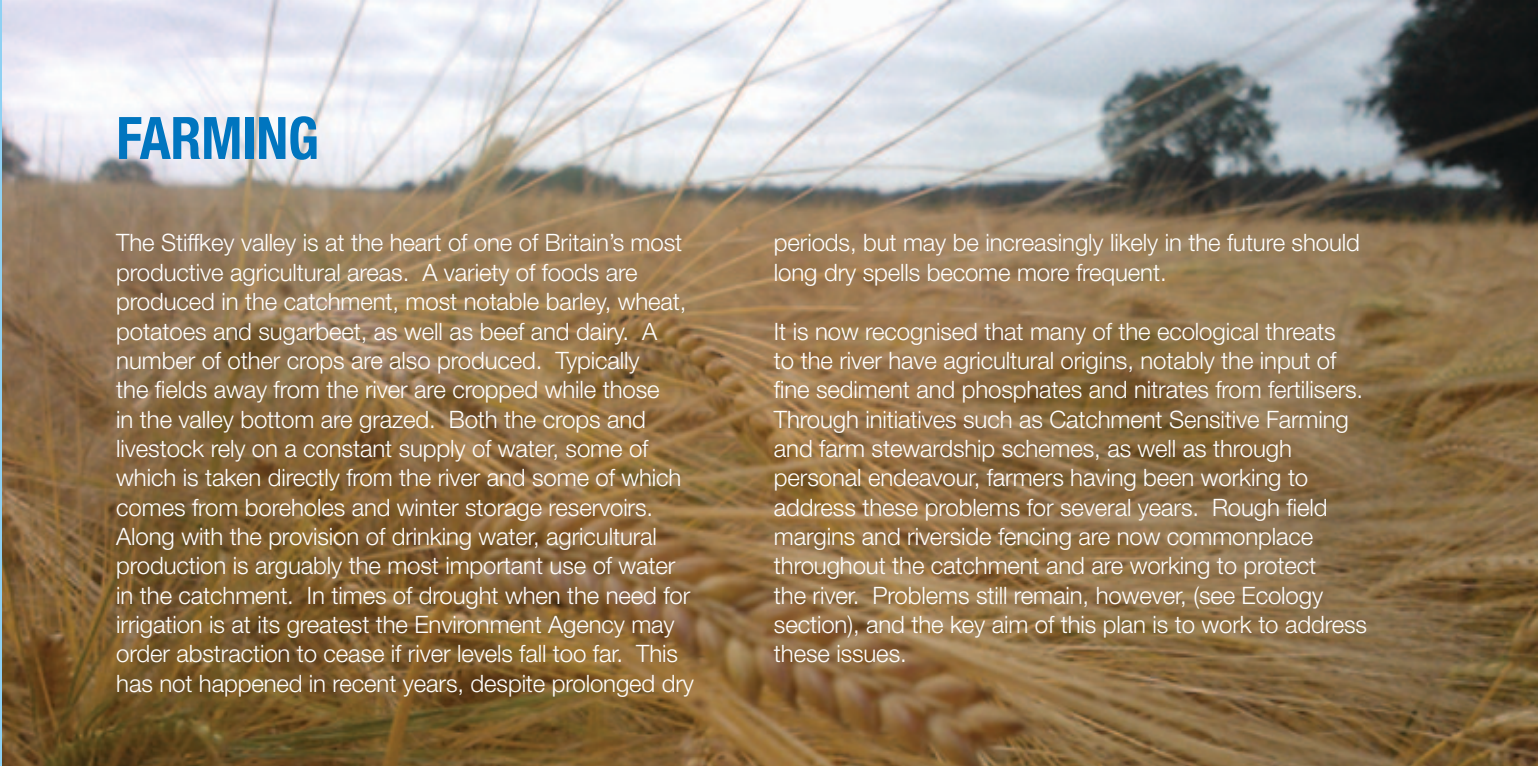 FARMING
The Stiffkey valley is at the heart of one of Britain’s most
productive agricultural areas.  A variety of foods are
produced in the catchment, most notable barley, wheat,
potatoes and sugarbeet, as well as beef and dairy.  A
number of other crops are also produced.  Typically
the fields away from the river are cropped while those
in the valley bottom are grazed.  Both the crops and
livestock rely on a constant supply of water, some of
which is taken directly from the river and some of which
comes from boreholes and winter storage reservoirs.
Along with the provision of drinking water, agricultural
production is arguably the most important use of water
in the catchment.  In times of drought when the need for
irrigation is at its greatest the Environment Agency may
order abstraction to cease if river levels fall too far.  This
has not happened in recent years, despite prolonged dry
periods, but may be increasingly likely in the future should
long dry spells become more frequent.
It is now recognised that many of the ecological threats
to the river have agricultural origins, notably the input of
fine sediment and phosphates and nitrates from fertilisers.
Through initiatives such as Catchment Sensitive Farming
and farm stewardship schemes, as well as through
personal endeavour, farmers having been working to
address these problems for several years.  Rough field
margins and riverside fencing are now commonplace
throughout the catchment and are working to protect
the river.  Problems still remain, however, (see Ecology
section), and the key aim of this plan is to work to address
these issues.